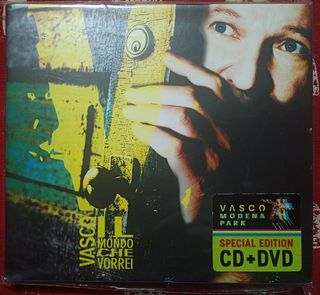 VASCO
IL
MONDO
CHE
VORREI
VASCO
MODENA
PARK
SPECIAL EDITION
CD+DVD